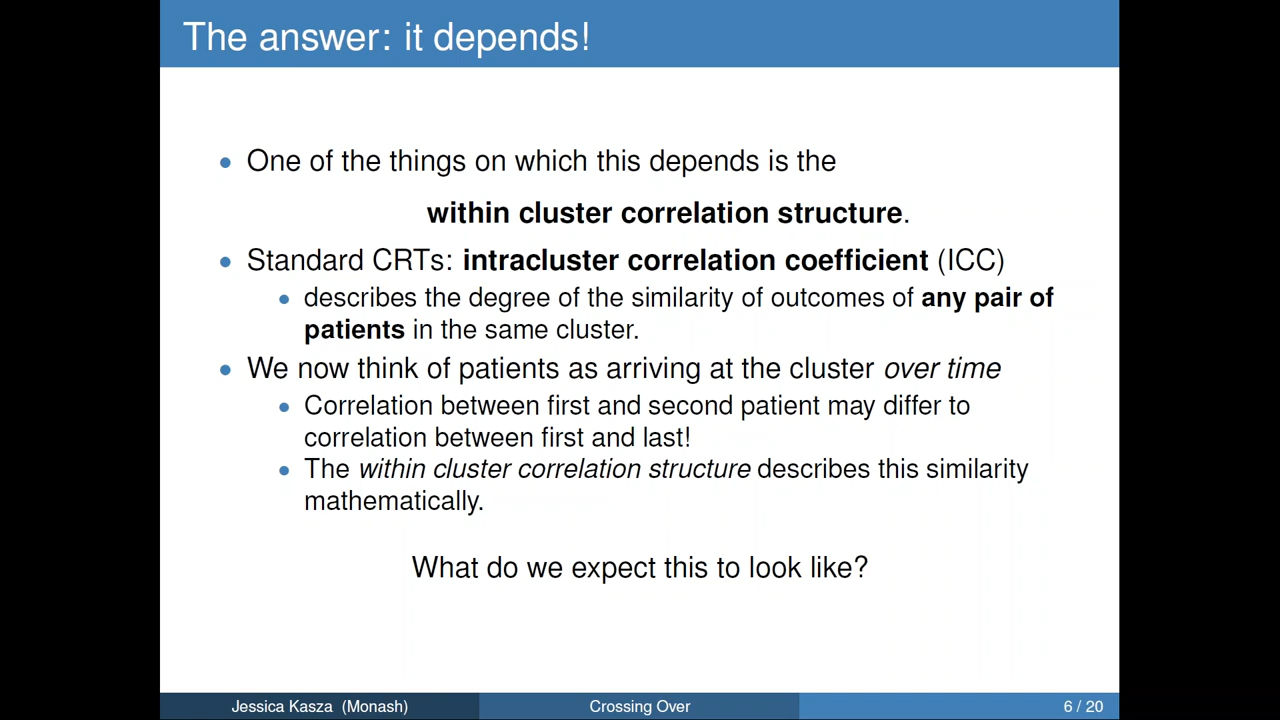 The answer: it depends!
• One of the things on which this depends is the
within cluster correlation structure.
• Standard CRTs: intracluster correlation coefficient (ICC)
• describes the degree of the similarity of outcomes of any pair of
patients in the same cluster.
• We now think of patients as arriving at the cluster over time
• Correlation between first and second patient may differ to
correlation between first and last!
• The within cluster correlation structure describes this similarity
mathematically.
What do we expect this to look like?
Jessica Kasza (Monash) Crossing Over 6 / 20